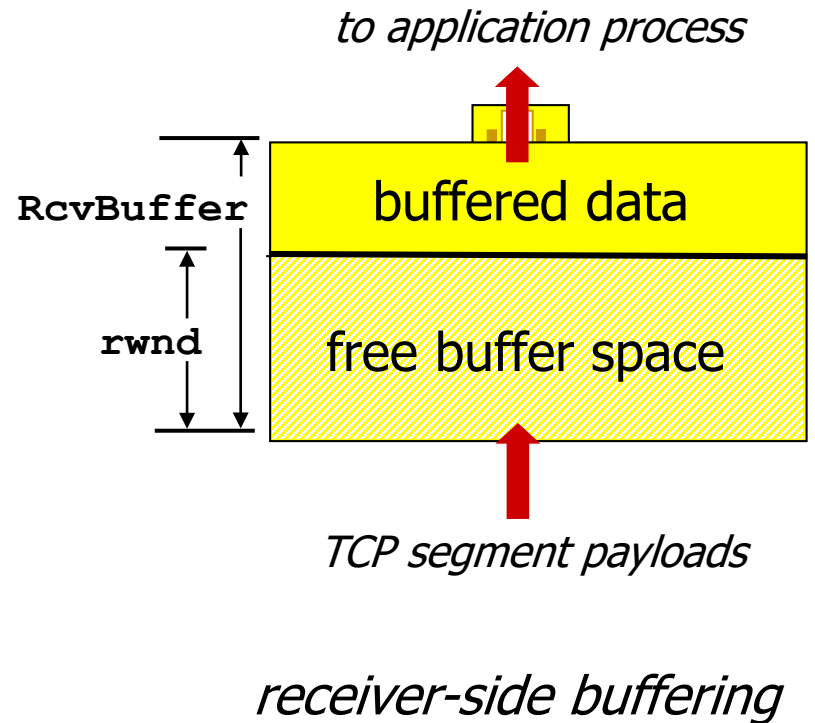 to application process
RcvBuffer
buffered data
rwnd
free buffer space
TCP segment payloads
receiver-side buffering